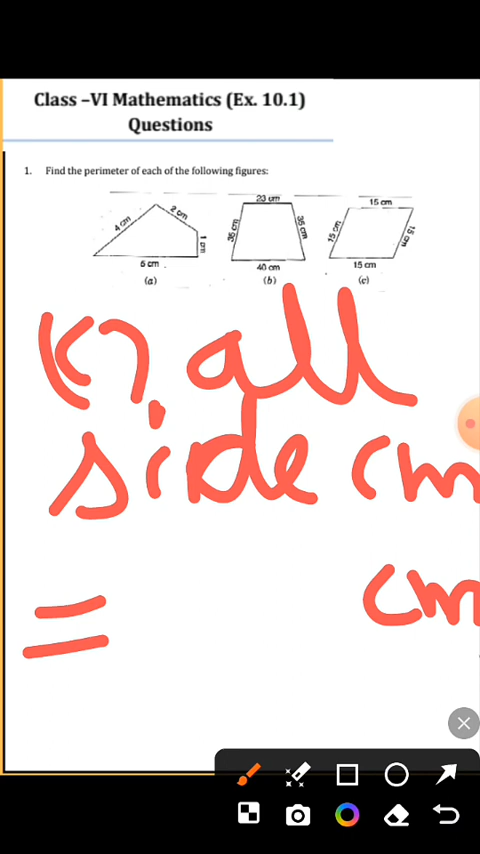 Class –VI Mathematics (Ex. 10.1)
Questions
1. Find the perimeter of each of the following figures:
4 cm
2 cm
1 cm
5 cm
(a)
23 cm
35 cm
35 cm
40 cm
(b)
15 cm
15 cm
15 cm
15 cm
(c)
all
side cm
= cm